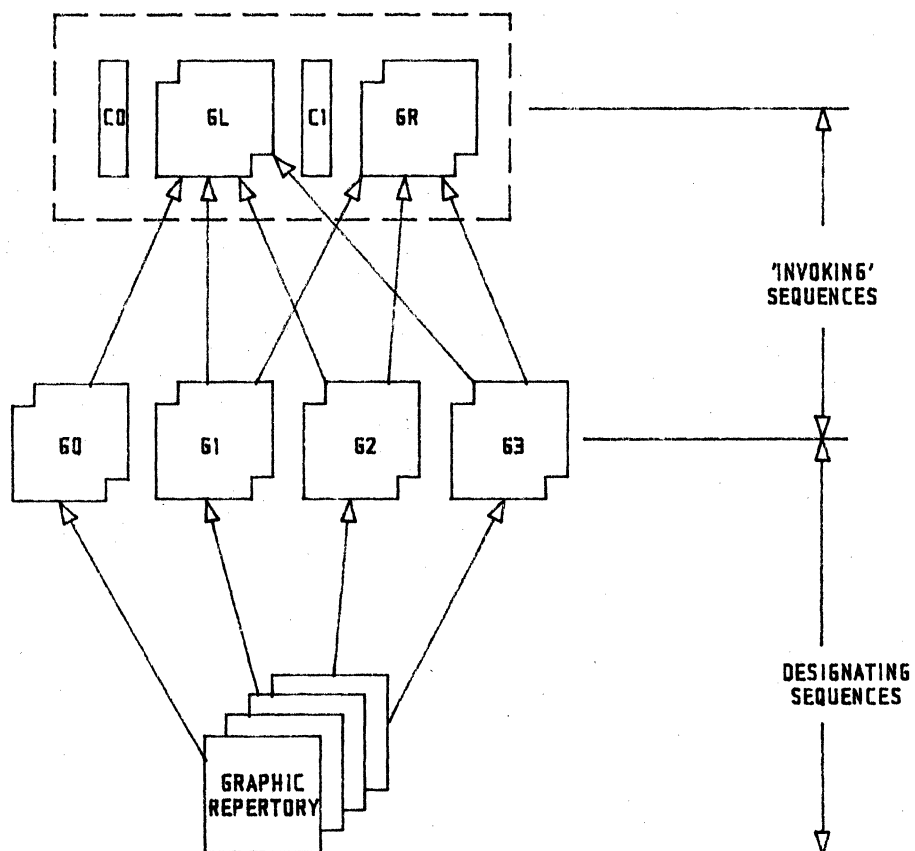 C0 GL C1 GR
'INVOKING'
SEQUENCES
G0 G1 G2 G3
DESIGNATING
SEQUENCES
GRAPHIC
REPERTORY